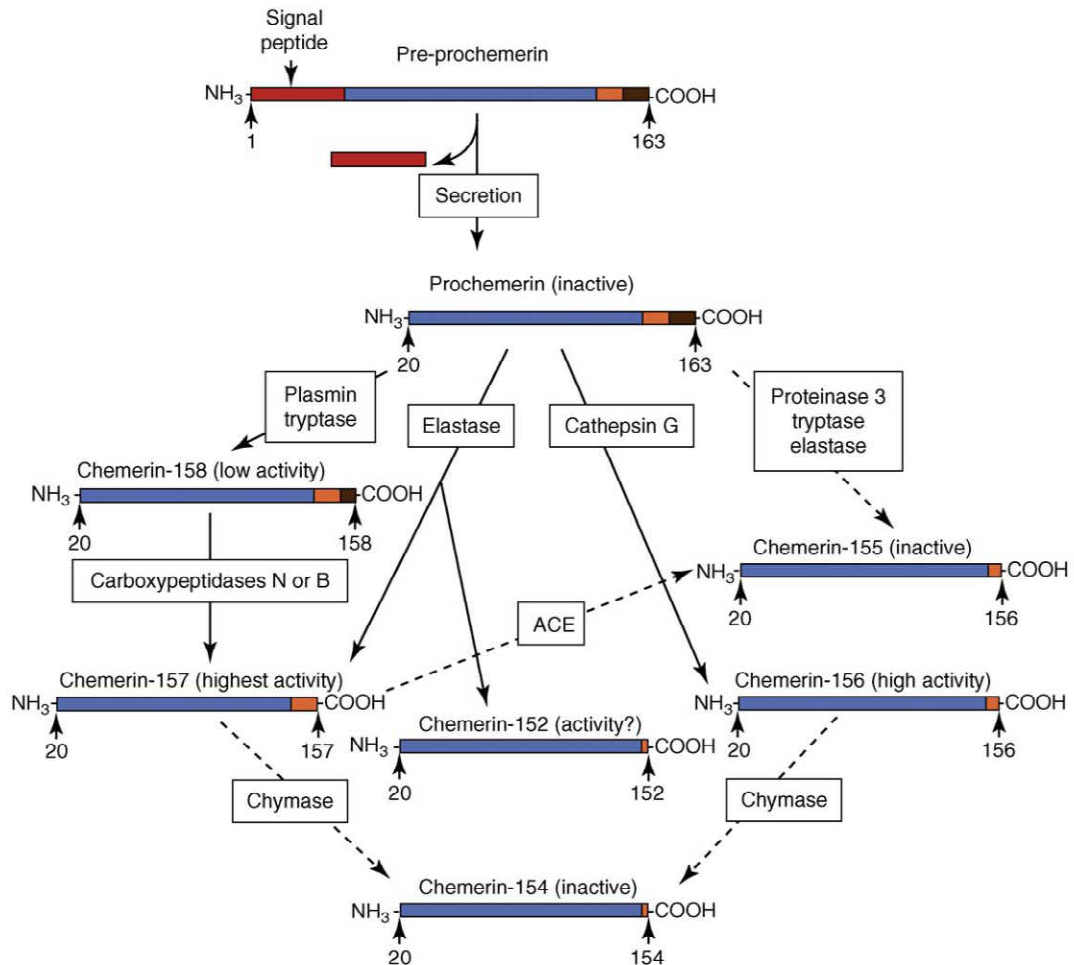 Signal
peptide
Pre-prochemerin
NH3
COOH
1
163
Secretion
Prochemerin (inactive)
NH3
COOH
20
163
Plasmin
tryptase
Elastase
Cathepsin G
Proteinase 3
tryptase
elastase
Chemerin-158 (low activity)
NH3
COOH
20
158
Chemerin-155 (inactive)
NH3
COOH
20
156
Carboxypeptidases N or B
ACE
Chemerin-157 (highest activity)
NH3
COOH
20
157
Chemerin-156 (high activity)
NH3
COOH
20
156
Chemerin-152 (activity?)
NH3
COOH
20
152
Chymase
Chymase
Chemerin-154 (inactive)
NH3
COOH
20
154